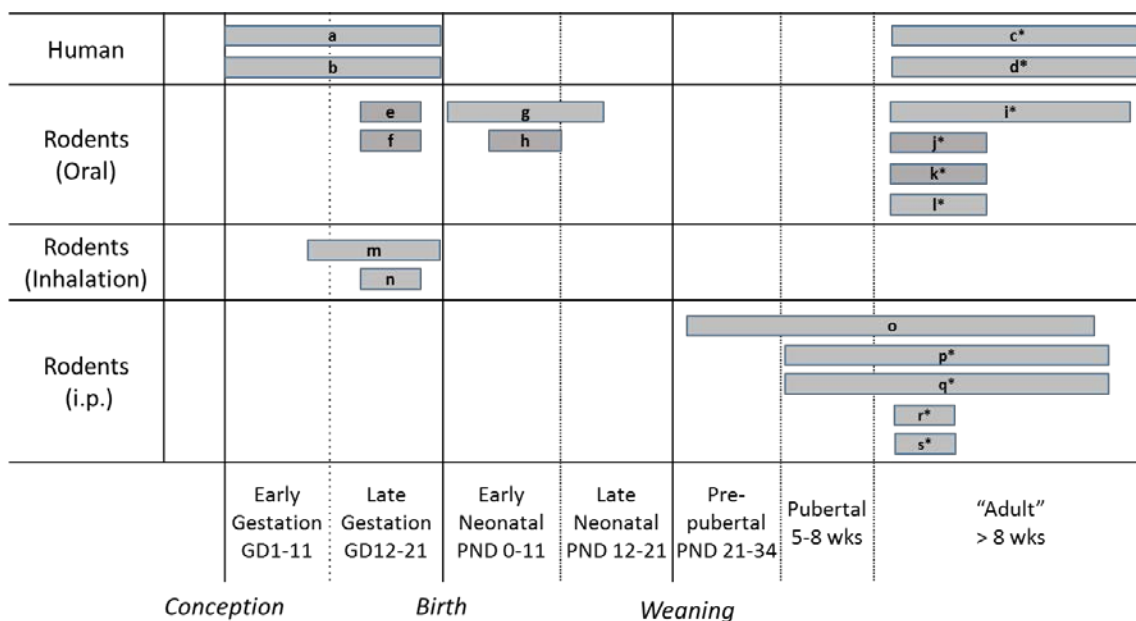 Human
a
c*
b
d*
Rodents
(Oral)
e
g
i*
f
h
j*
k*
l*
Rodents
(Inhalation)
m
n
Rodents
(i.p.)
o
p*
q*
r*
s*
Early
Gestation
GD1-11
Late
Gestation
GD12-21
Early
Neonatal
PND 0-11
Late
Neonatal
PND 12-21
Pre-
pubertal
PND 21-34
Pubertal
5-8 wks
“Adult”
> 8 wks
Conception
Birth
Weaning